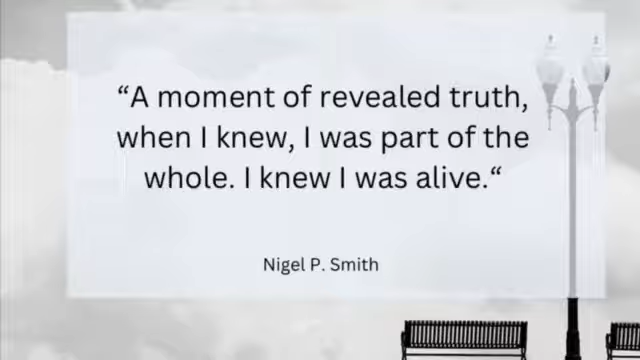 “A moment of revealed truth,
when I knew, I was part of the
whole. I knew I was alive.“
Nigel P. Smith